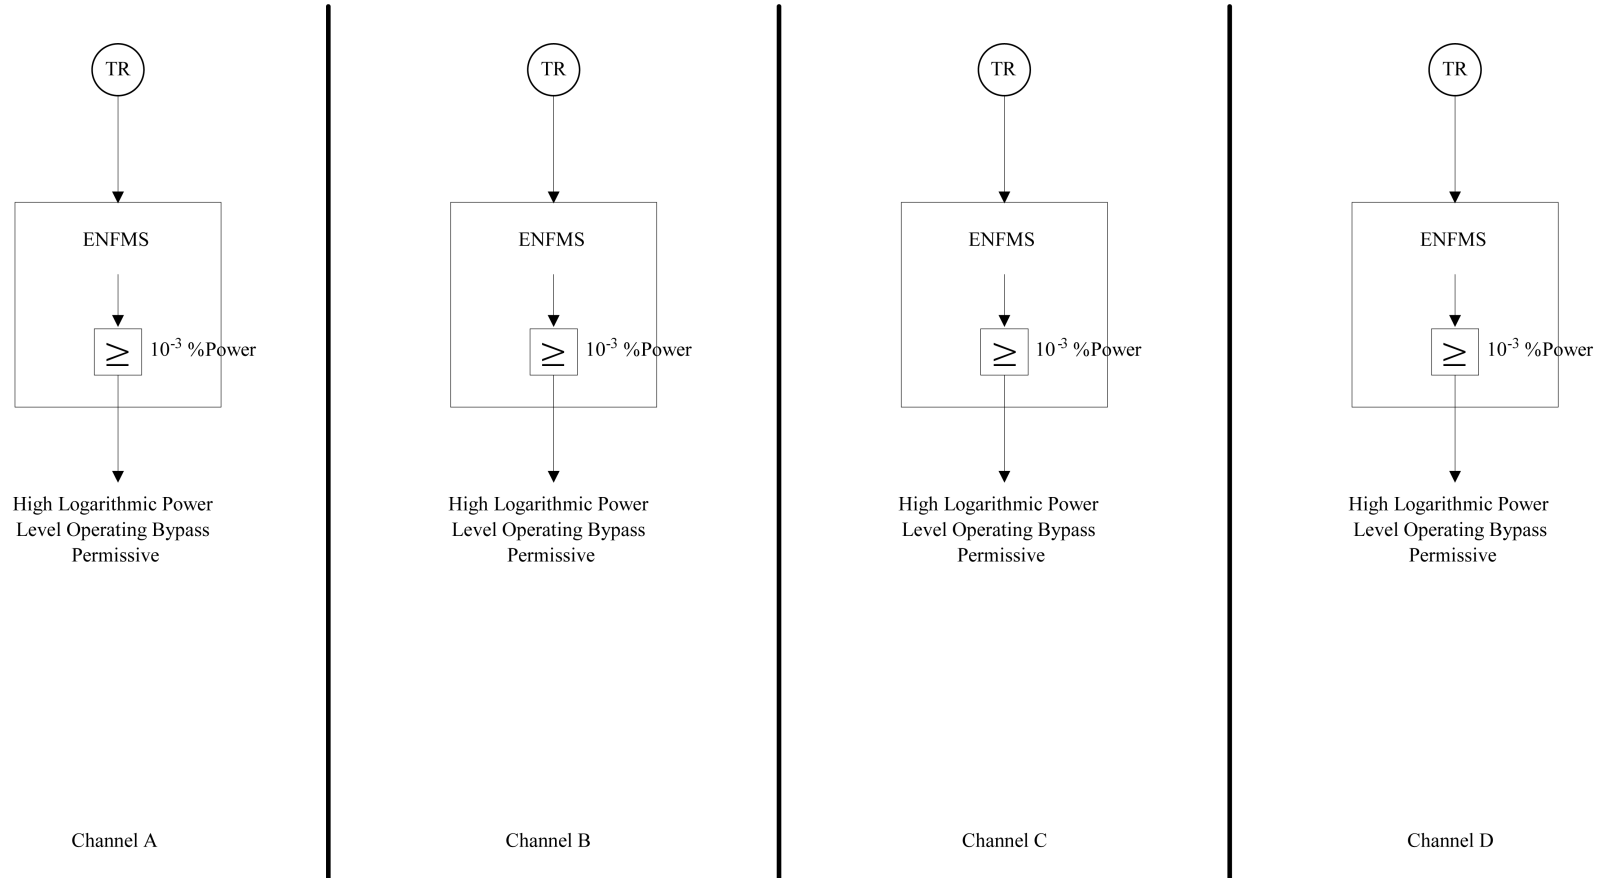 TR
ENFMS
≥ 10⁻³ %Power
High Logarithmic Power
Level Operating Bypass
Permissive
Channel A
TR
ENFMS
≥ 10⁻³ %Power
High Logarithmic Power
Level Operating Bypass
Permissive
Channel B
TR
ENFMS
≥ 10⁻³ %Power
High Logarithmic Power
Level Operating Bypass
Permissive
Channel C
TR
ENFMS
≥ 10⁻³ %Power
High Logarithmic Power
Level Operating Bypass
Permissive
Channel D